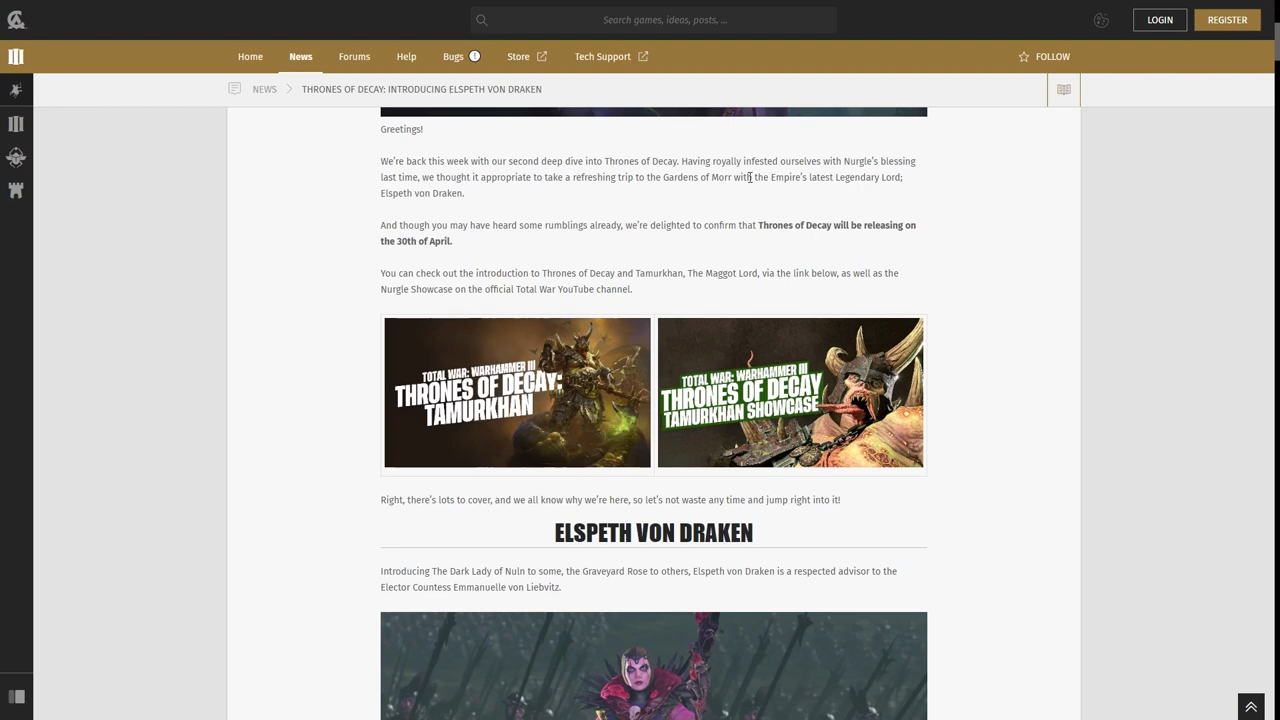 Search games, ideas, posts, ...
LOGIN
REGISTER
Home
News
Forums
Help
Bugs
Store
Tech Support
FOLLOW
NEWS
THRONES OF DECAY: INTRODUCING ELSPETH VON DRAKEN
Greetings!
We're back this week with our second deep dive into Thrones of Decay. Having royally infested ourselves with Nurgle's blessing
last time, we thought it appropriate to take a refreshing trip to the Gardens of Morr with the Empire's latest Legendary Lord;
Elspeth von Draken.
And though you may have heard some rumblings already, we're delighted to confirm that Thrones of Decay will be releasing on
the 30th of April.
You can check out the introduction to Thrones of Decay and Tamurkhan, The Maggot Lord, via the link below, as well as the
Nurgle Showcase on the official Total War YouTube channel.
TOTAL WAR: WARHAMMER III
THRONES OF DECAY:
TAMURKHAN
TOTAL WAR: WARHAMMER III
THRONES OF DECAY
TAMURKHAN SHOWCASE
Right, there's lots to cover, and we all know why we're here, so let's not waste any time and jump right into it!
ELSPETH VON DRAKEN
Introducing The Dark Lady of Nuln to some, the Graveyard Rose to others, Elspeth von Draken is a respected advisor to the
Elector Countess Emmanuelle von Liebvitz.